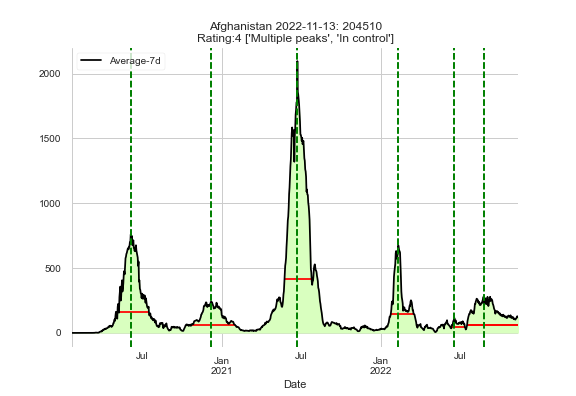 Afghanistan 2022-11-13: 204510
Rating:4 ['Multiple peaks', 'In control']
Average-7d
2000
1500
1000
500
0
Jul
Jan
2021
Jul
Jan
2022
Jul
Date